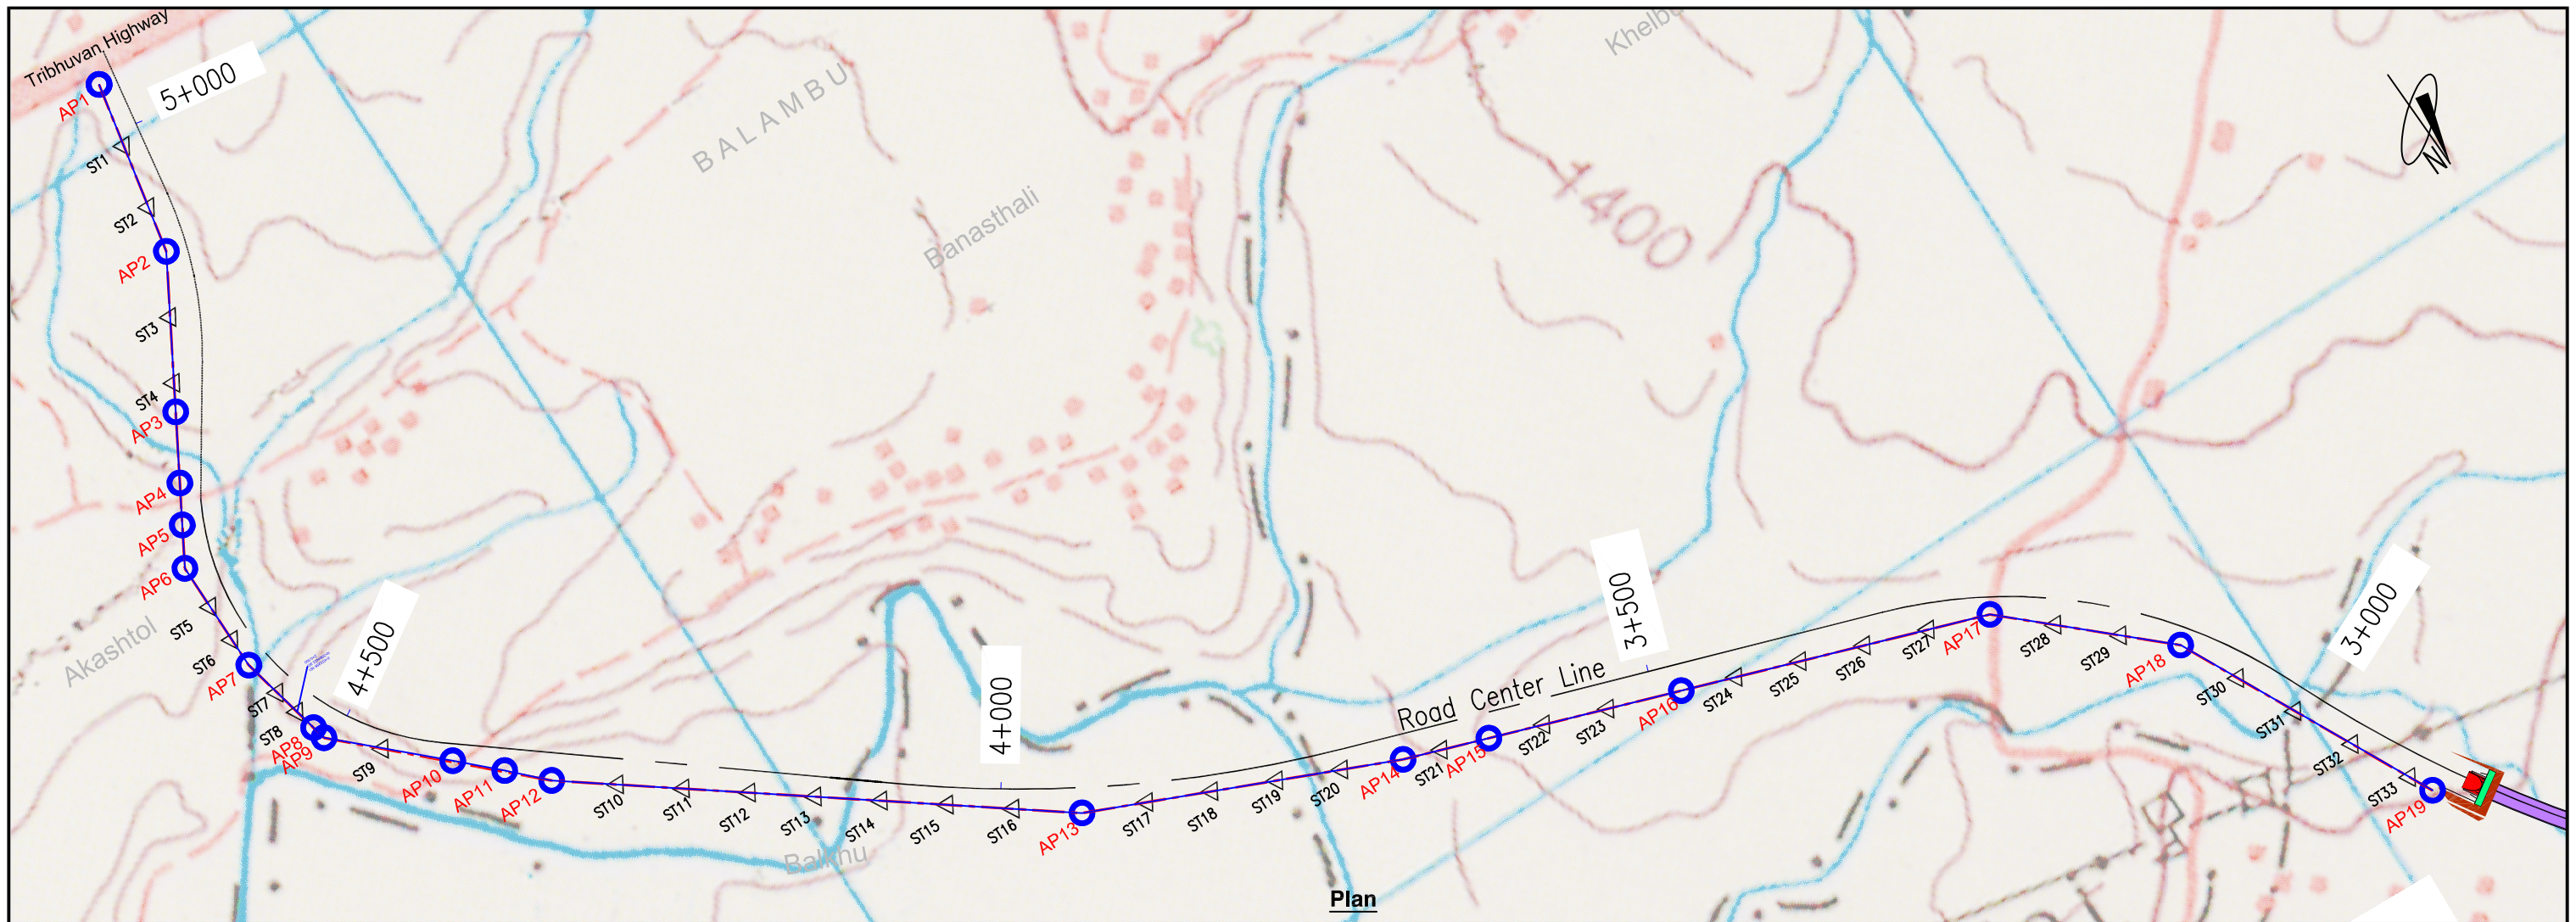 Tribhuvan Highway
AP1
5+000
ST1
ST2
AP2
ST3
ST4
AP3
AP4
AP5
AP6
ST5
ST6
AP7
ST7
ST8
AP8
AP9
Akashtol
4+500
ST9
AP10
AP11
AP12
ST10
ST11
ST12
ST13
ST14
ST15
ST16
4+000
AP13
BALAMBU
Banasthali
Balkhu
ST17
ST18
ST19
ST20
AP14
ST21
AP15
ST22
ST23
AP16
Road Center Line
3+500
ST24
ST25
ST26
ST27
AP17
ST28
ST29
AP18
1400
ST30
ST31
ST32
ST33
AP19
3+000
N
Plan